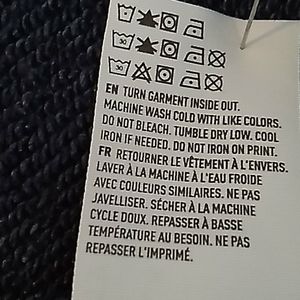 30
30
EN TURN GARMENT INSIDE OUT.
MACHINE WASH COLD WITH LIKE COLORS.
DO NOT BLEACH. TUMBLE DRY LOW. COOL
IRON IF NEEDED. DO NOT IRON ON PRINT.
FR RETOURNER LE VÊTEMENT À L'ENVERS.
LAVER À LA MACHINE À L'EAU FROIDE
AVEC COULEURS SIMILAIRES. NE PAS
JAVELLISER. SÉCHER À LA MACHINE
CYCLE DOUX. REPASSER À BASSE
TEMPÉRATURE AU BESOIN. NE PAS
REPASSER L'IMPRIMÉ.